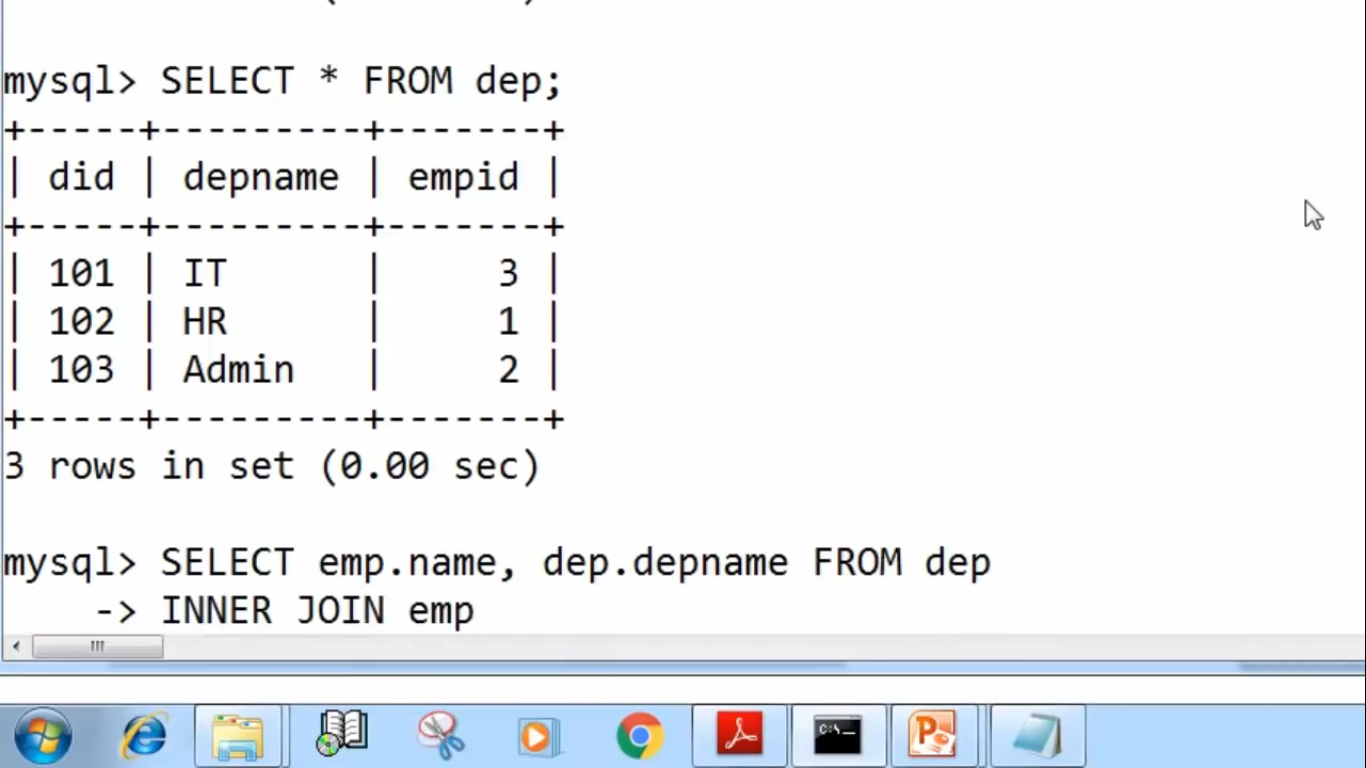 mysql> SELECT * FROM dep;
+-----+---------+-------+
| did | depname | empid |
+-----+---------+-------+
| 101 | IT      |     3 |
| 102 | HR      |     1 |
| 103 | Admin   |     2 |
+-----+---------+-------+
3 rows in set (0.00 sec)
mysql> SELECT emp.name, dep.depname FROM dep
    -> INNER JOIN emp